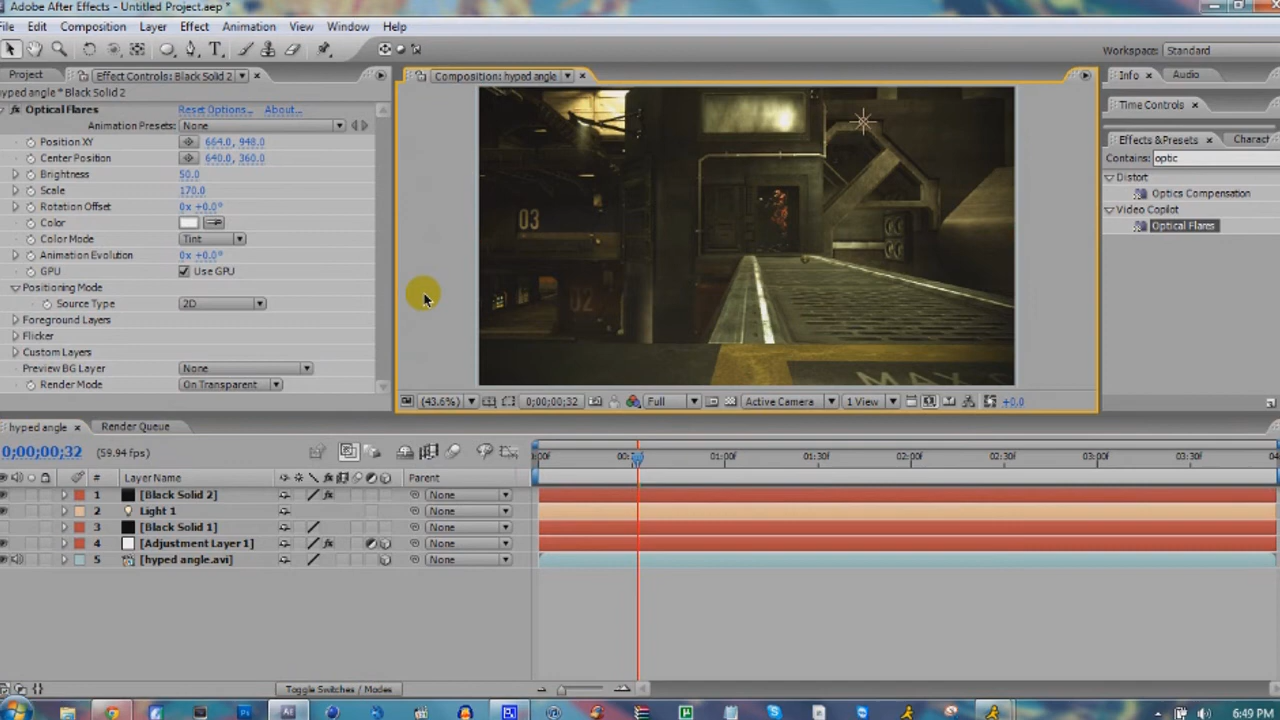 Adobe After Effects - Untitled Project.aep *
File Edit Composition Layer Effect Animation View Window Help
Workspace: Standard
Project Effect Controls: Black Solid 2
Composition: hyped angle
Info Audio
hyped angle * Black Solid 2
Optical Flares Reset Options... About...
Time Controls
Animation Presets: None
Effects & Presets Charact
Position XY 664.0, 948.0
Contains: optic
Center Position 640.0, 360.0
Distort
Brightness 50.0
Optics Compensation
Scale 170.0
Video Copilot
Rotation Offset 0x +0.0°
Optical Flares
Color
Color Mode Tint
Animation Evolution 0x +0.0°
GPU Use GPU
Positioning Mode
Source Type 2D
Foreground Layers
Flicker
Custom Layers
Preview BG Layer None
Render Mode On Transparent
03
02
MAX
(43.6%) 0;00;00;32 Full Active Camera 1 View +0.0
hyped angle Render Queue
0;00;00;32 (59.94 fps)
:00f 00: 01:00f 01:30f 02:00f 02:30f 03:00f 03:30f 04
# Layer Name Parent
1 [Black Solid 2] None
2 Light 1 None
3 [Black Solid 1] None
4 [Adjustment Layer 1] None
5 [hyped angle.avi] None
Toggle Switches / Modes
6:49 PM